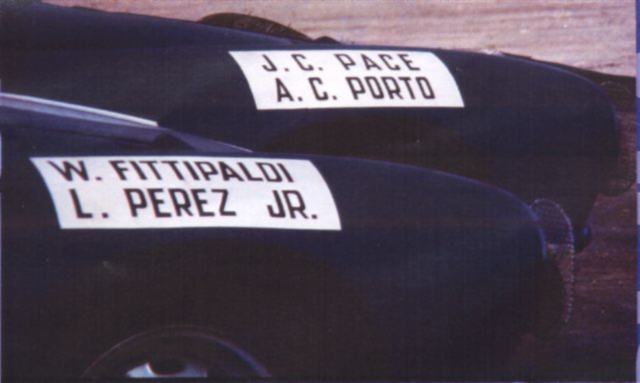 J. C. PACE
A. C. PORTO
W. FITTIPALDI
L. PEREZ JR.